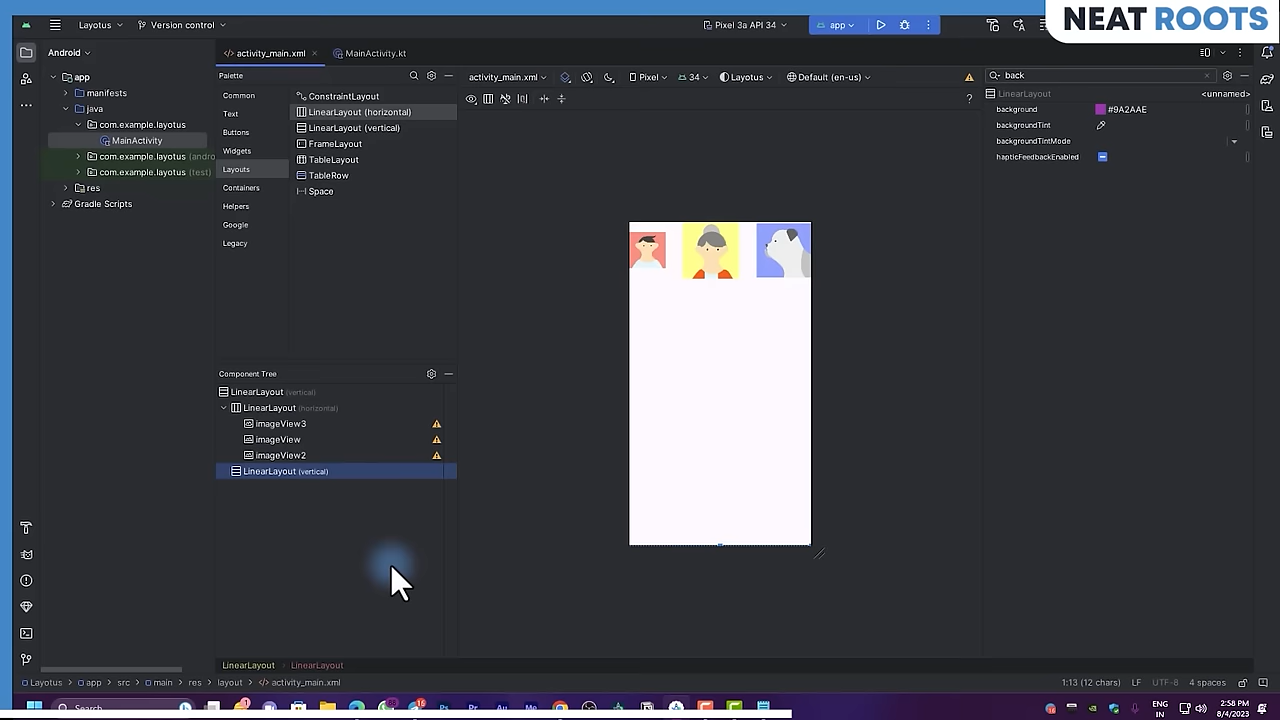 NEAT ROOTS
Layotus
Version control
Pixel 3a API 34
app
Android
activity_main.xml
MainActivity.kt
app
manifests
java
com.example.layotus
MainActivity
com.example.layotus (andro
com.example.layotus (test)
res
Gradle Scripts
Palette
Common
Text
Buttons
Widgets
Layouts
Containers
Helpers
Google
Legacy
ConstraintLayout
LinearLayout (horizontal)
LinearLayout (vertical)
FrameLayout
TableLayout
TableRow
Space
Component Tree
LinearLayout (vertical)
LinearLayout (horizontal)
imageView3
imageView
imageView2
LinearLayout (vertical)
activity_main.xml
Pixel
34
Layotus
Default (en-us)
?
back
LinearLayout
<unnamed>
background
#9A2AAE
backgroundTint
backgroundTintMode
hapticFeedbackEnabled
LinearLayout › LinearLayout
Layotus › app › src › main › res › layout › activity_main.xml
1:13 (12 chars) LF UTF-8 4 spaces
Search
ENG
IN
2:58 PM
8/4/2023